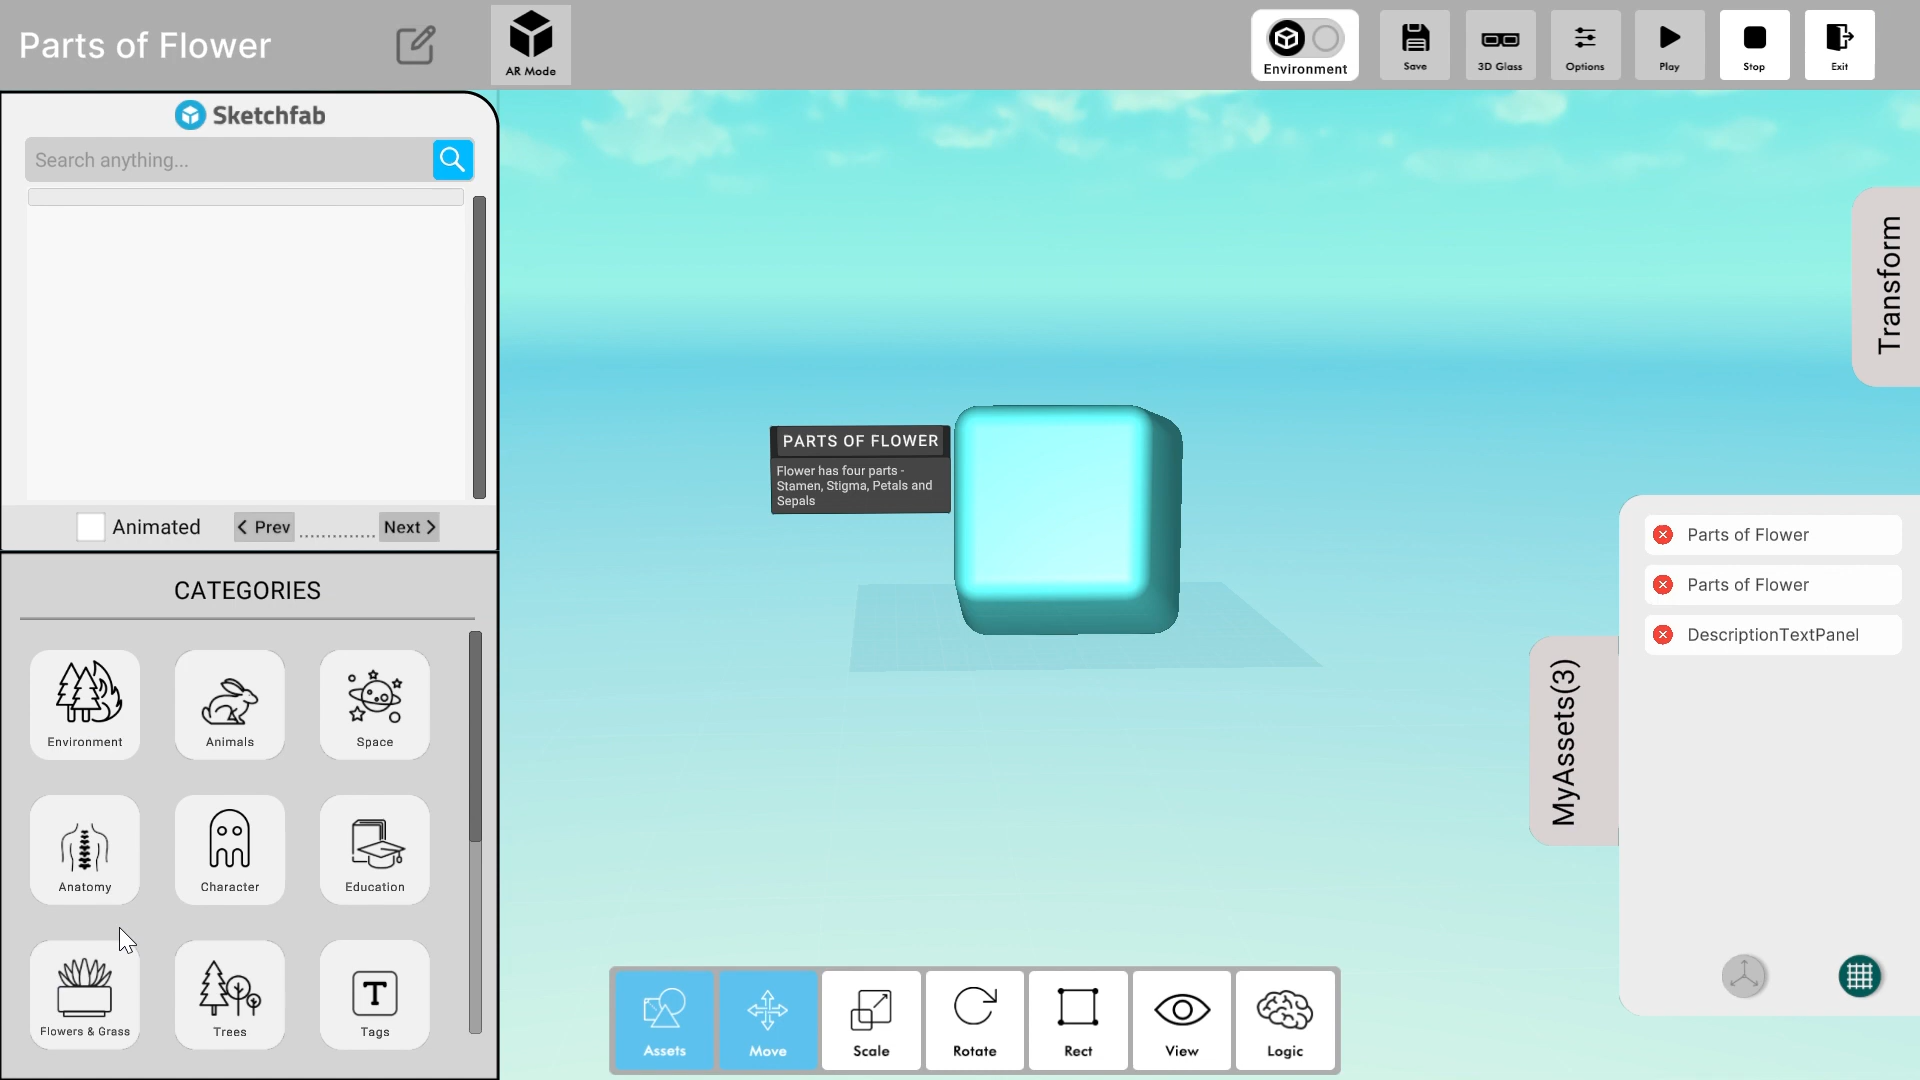 Parts of Flower
AR Mode
Environment
Save
3D Glass
Options
Play
Stop
Exit
Sketchfab
Search anything...
Animated
< Prev
..............
Next >
CATEGORIES
Environment
Animals
Space
Anatomy
Character
Education
Flowers & Grass
Trees
T
Tags
PARTS OF FLOWER
Flower has four parts -
Stamen, Stigma, Petals and
Sepals
Transform
MyAssets(3)
Parts of Flower
Parts of Flower
DescriptionTextPanel
Assets
Move
Scale
Rotate
Rect
View
Logic